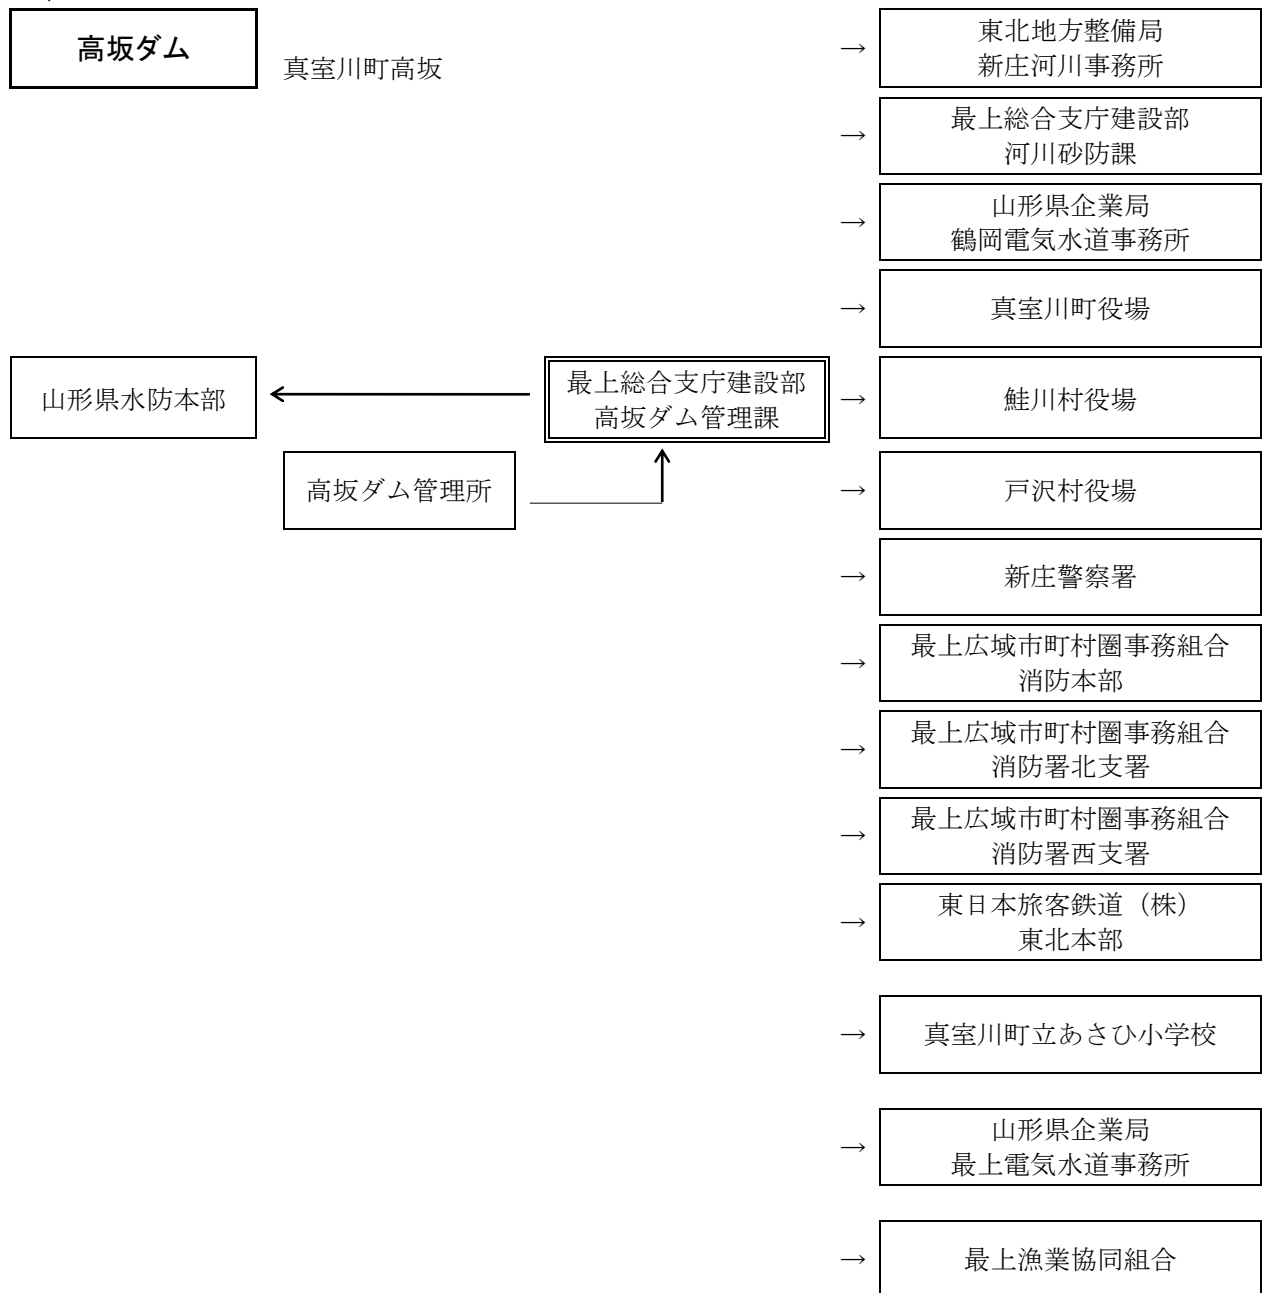 高坂ダム
真室川町高坂
→
東北地方整備局
新庄河川事務所
→
最上総合支庁建設部
河川砂防課
→
山形県企業局
鶴岡電気水道事務所
→
真室川町役場
山形県水防本部
最上総合支庁建設部
高坂ダム管理課
→
鮭川村役場
高坂ダム管理所
→
戸沢村役場
→
新庄警察署
→
最上広域市町村圏事務組合
消防本部
→
最上広域市町村圏事務組合
消防署北支署
→
最上広域市町村圏事務組合
消防署西支署
→
東日本旅客鉄道（株）
東北本部
→
真室川町立あさひ小学校
→
山形県企業局
最上電気水道事務所
→
最上漁業協同組合